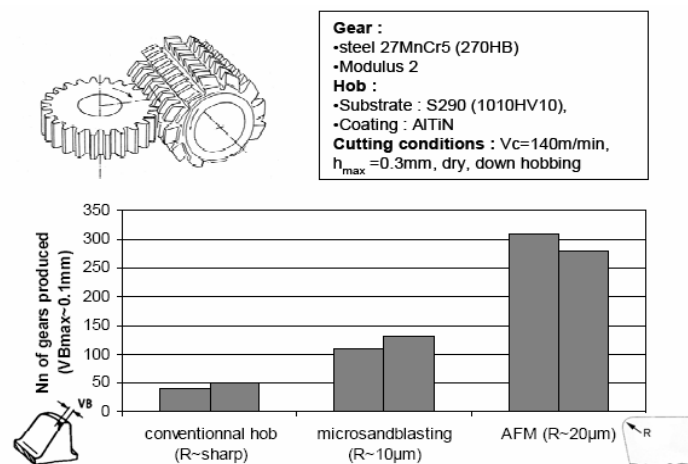 Gear :
•steel 27MnCr5 (270HB)
•Modulus 2
Hob :
•Substrate : S290 (1010HV10),
•Coating : AlTiN
Cutting conditions : Vc=140m/min,
hmax =0.3mm, dry, down hobbing
Nn of gears produced
(VBmax~0.1mm)
350
300
250
200
150
100
50
0
VB
conventionnal hob
(R~sharp)
microsandblasting
(R~10µm)
AFM (R~20µm)
R